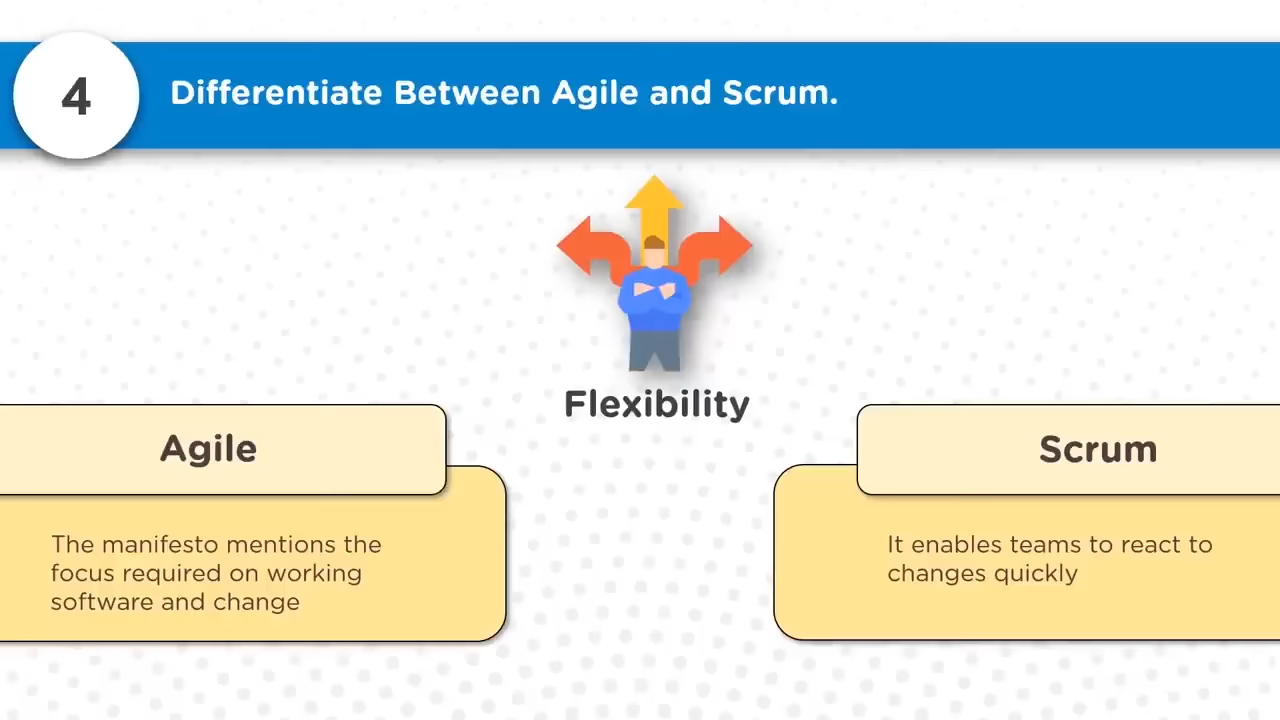 4
Differentiate Between Agile and Scrum.
Flexibility
Agile
The manifesto mentions the
focus required on working
software and change
Scrum
It enables teams to react to
changes quickly